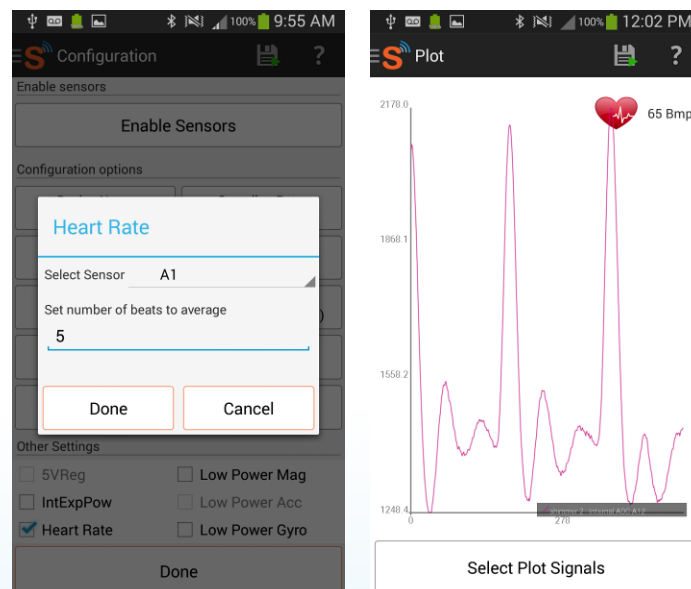 100% 9:55 AM
Configuration
?
Enable sensors
Enable Sensors
Configuration options
Heart Rate
Select Sensor A1
Set number of beats to average
5
)
Done Cancel
Other Settings
5VReg Low Power Mag
IntExpPow Low Power Acc
Heart Rate Low Power Gyro
Done
100% 12:02 PM
Plot
?
2178.0
65 Bmp
1868.1
1558.2
1248.4
Internal ADC
0 278
Select Plot Signals